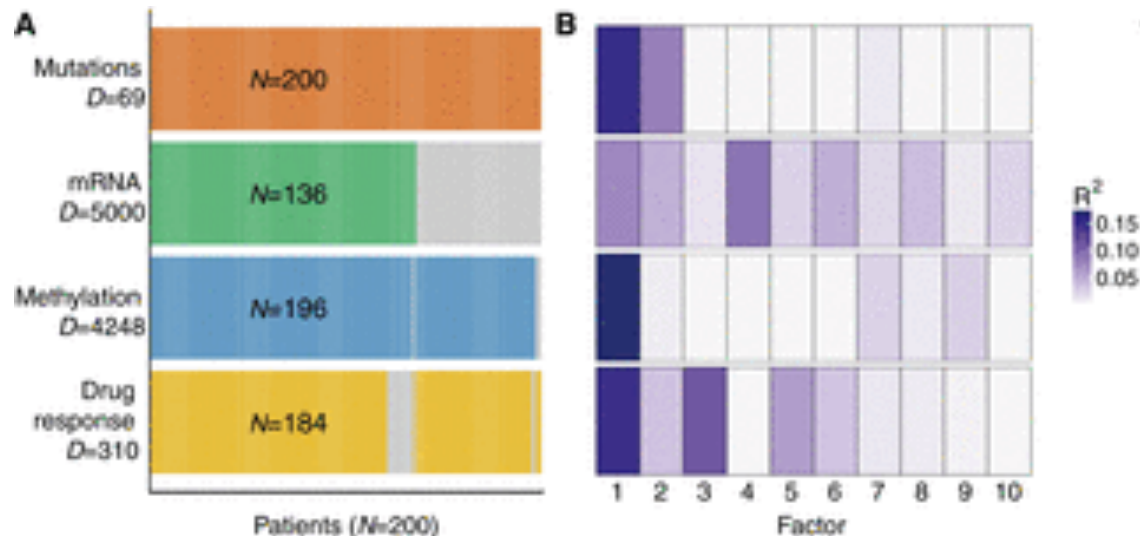 A
Mutations
D=69
N=200
mRNA
D=5000
N=136
Methylation
D=4248
N=196
Drug
response
D=310
N=184
Patients (N=200)
B
1 2 3 4 5 6 7 8 9 10
Factor
R²
0.15
0.10
0.05